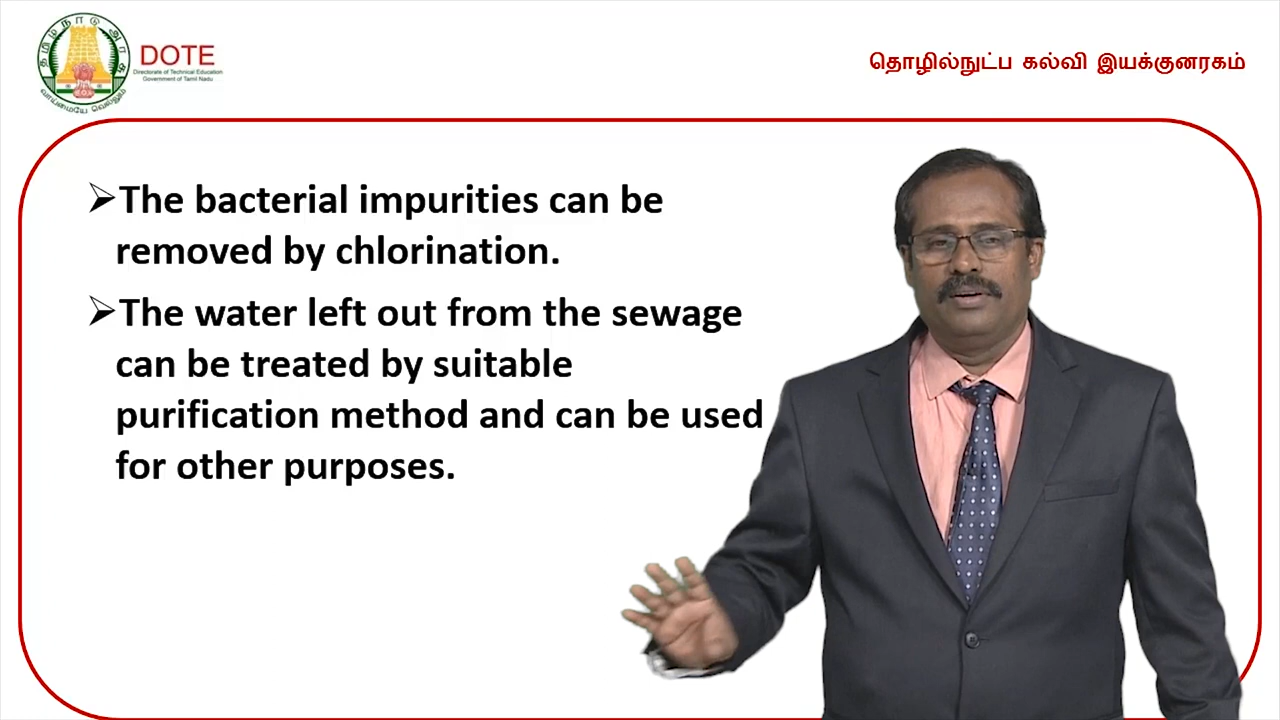 தமிழ்நாடு அரசு
வாய்மையே வெல்லும்
DOTE
Directorate of Technical Education
Government of Tamil Nadu
தொழில்நுட்ப கல்வி இயக்குனரகம்
➢The bacterial impurities can be
removed by chlorination.
➢The water left out from the sewage
can be treated by suitable
purification method and can be used
for other purposes.